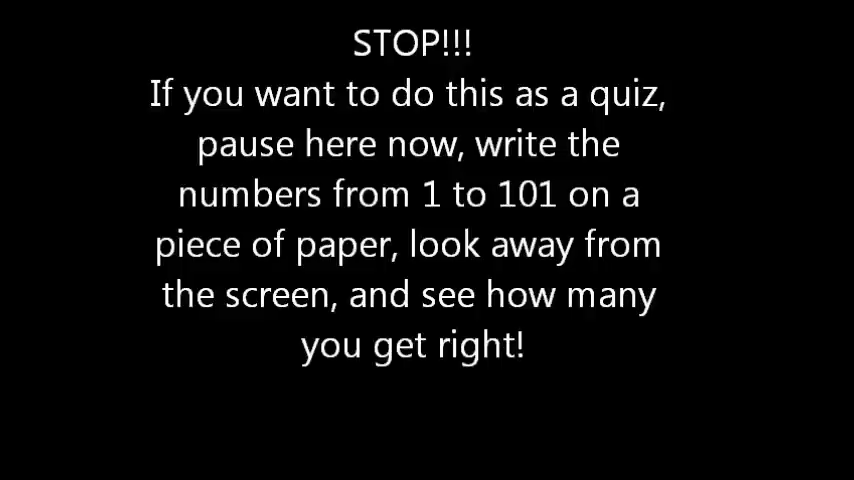 STOP!!!
If you want to do this as a quiz,
pause here now, write the
numbers from 1 to 101 on a
piece of paper, look away from
the screen, and see how many
you get right!